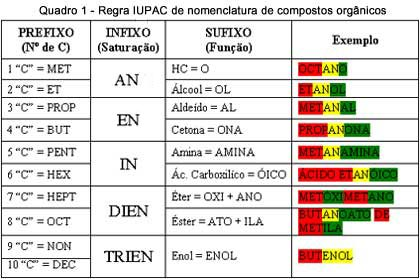 Quadro 1 - Regra IUPAC de nomenclatura de compostos orgânicos
PREFIXO (Nº de C) INFIXO (Saturação) SUFIXO (Função) Exemplo
1 "C" = MET AN HC = O OCTANO
2 "C" = ET Álcool = OL ETANOL
3 "C" = PROP EN Aldeído = AL METANAL
4 "C" = BUT Cetona = ONA PROPANONA
5 "C" = PENT IN Amina = AMINA METANAMINA
6 "C" = HEX Ác. Carboxílico = ÓICO ÁCIDO ETANÓICO
7 "C" = HEPT DIEN Éter = OXI + ANO METOXIMETANO
8 "C" = OCT Éster = ATO + ILA BUTANOATO DE METILA
9 "C" = NON TRIEN Enol = ENOL BUTENOL
10 "C" = DEC